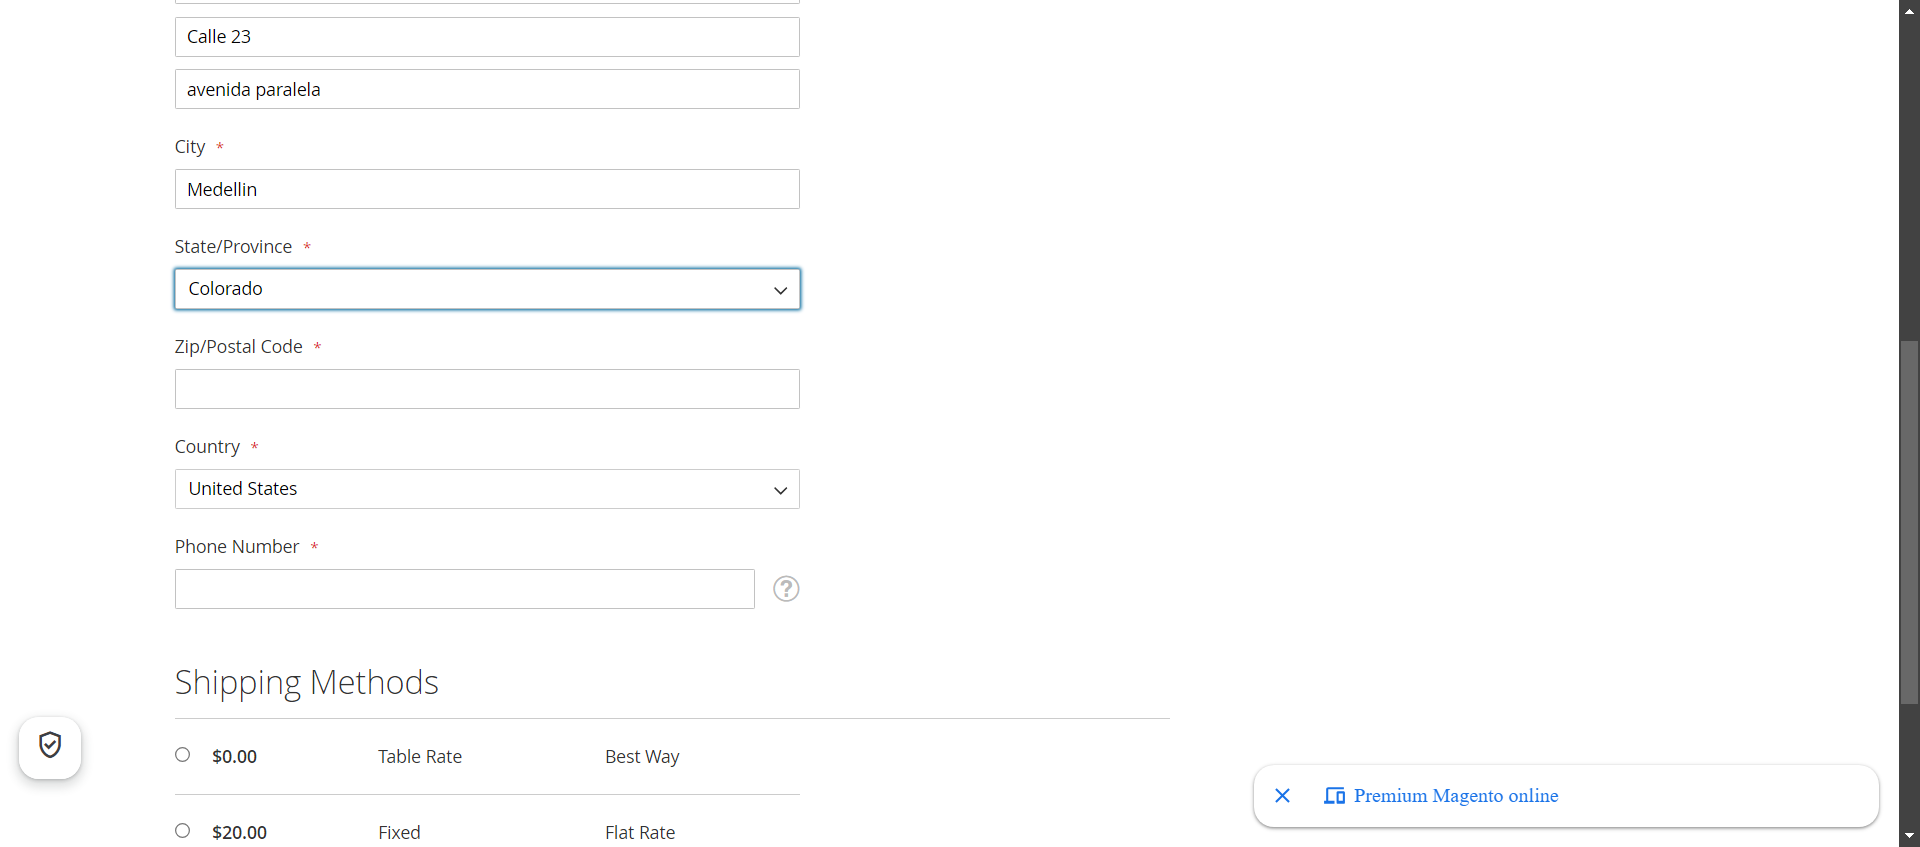 Calle 23
avenida paralela
City *
Medellin
State/Province *
Colorado
Zip/Postal Code *
Country *
United States
Phone Number *
?
Shipping Methods
$0.00 Table Rate Best Way
$20.00 Fixed Flat Rate
Premium Magento online